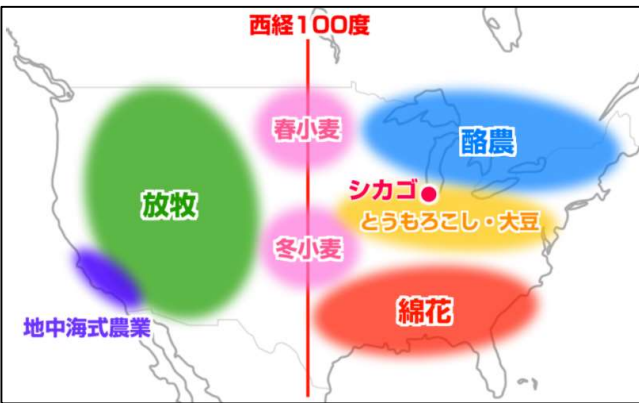 西経100度
春小麦
酪農
シカゴ
放牧
とうもろこし・大豆
冬小麦
綿花
地中海式農業